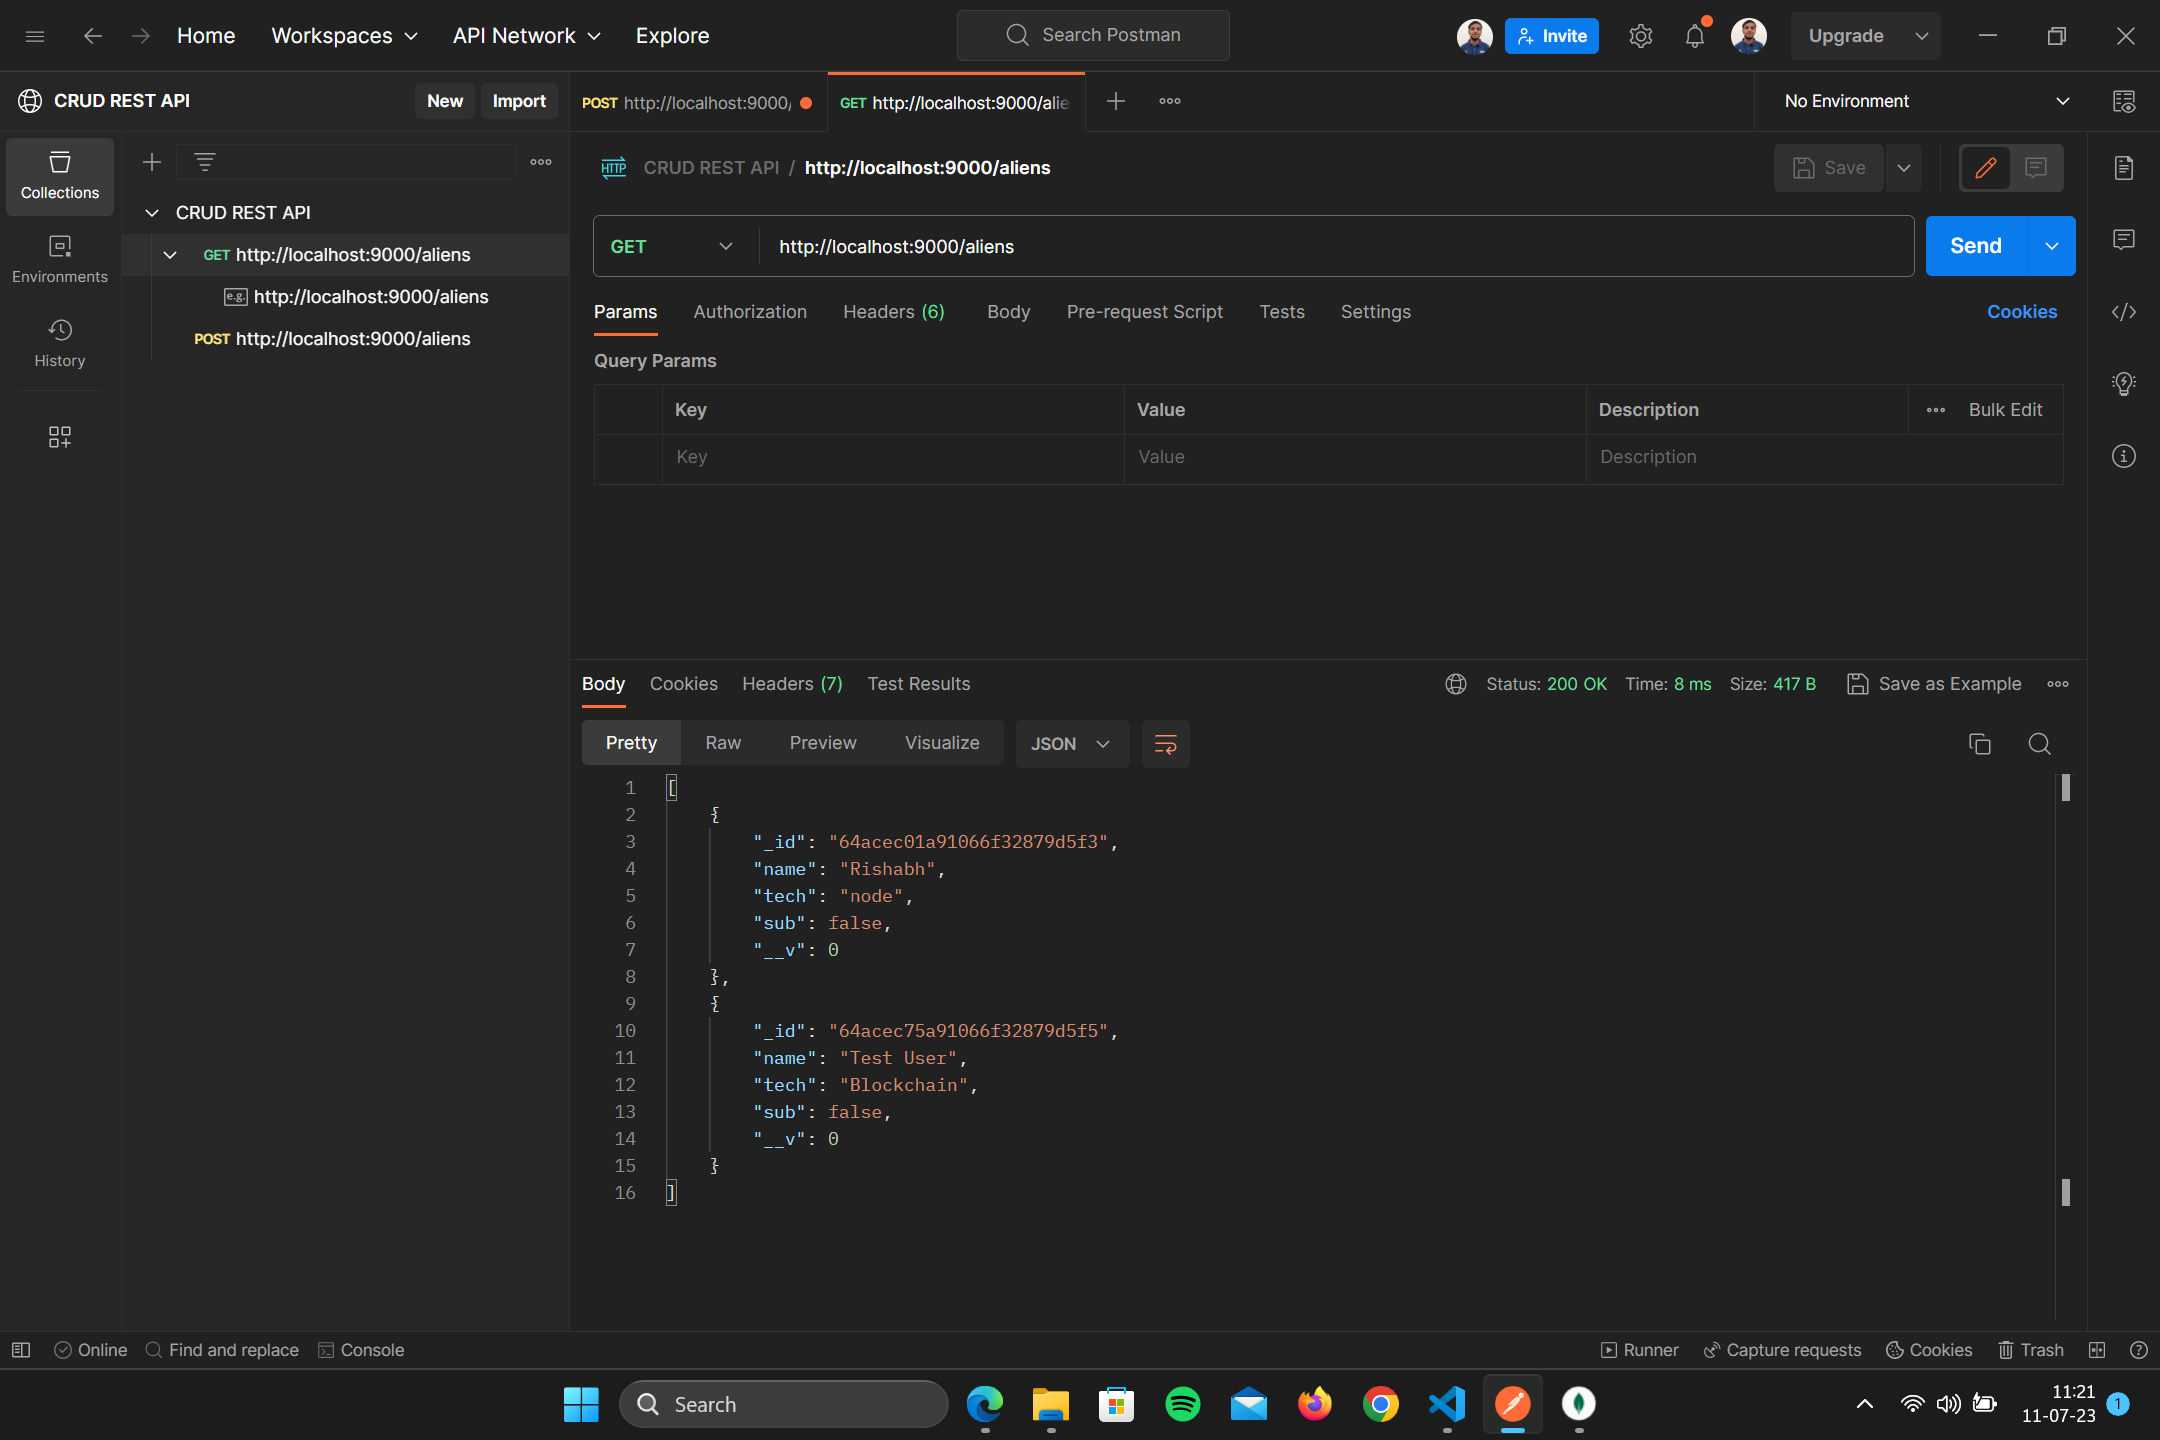 Home
Workspaces
API Network
Explore
Search Postman
Invite
Upgrade
CRUD REST API
New
Import
POST http://localhost:9000/
GET http://localhost:9000/alie
No Environment
Collections
Environments
History
CRUD REST API
GET http://localhost:9000/aliens
e.g. http://localhost:9000/aliens
POST http://localhost:9000/aliens
HTTP CRUD REST API / http://localhost:9000/aliens
Save
GET http://localhost:9000/aliens
Send
Params Authorization Headers (6) Body Pre-request Script Tests Settings
Cookies
Query Params
Key Value Description Bulk Edit
Key Value Description
Body Cookies Headers (7) Test Results
Status: 200 OK Time: 8 ms Size: 417 B Save as Example
Pretty Raw Preview Visualize JSON
1 [
2 {
3 "_id": "64acec01a91066f32879d5f3",
4 "name": "Rishabh",
5 "tech": "node",
6 "sub": false,
7 "__v": 0
8 },
9 {
10 "_id": "64acec75a91066f32879d5f5",
11 "name": "Test User",
12 "tech": "Blockchain",
13 "sub": false,
14 "__v": 0
15 }
16 ]
Online Find and replace Console
Runner Capture requests Cookies Trash
Search
11:21
11-07-23
1